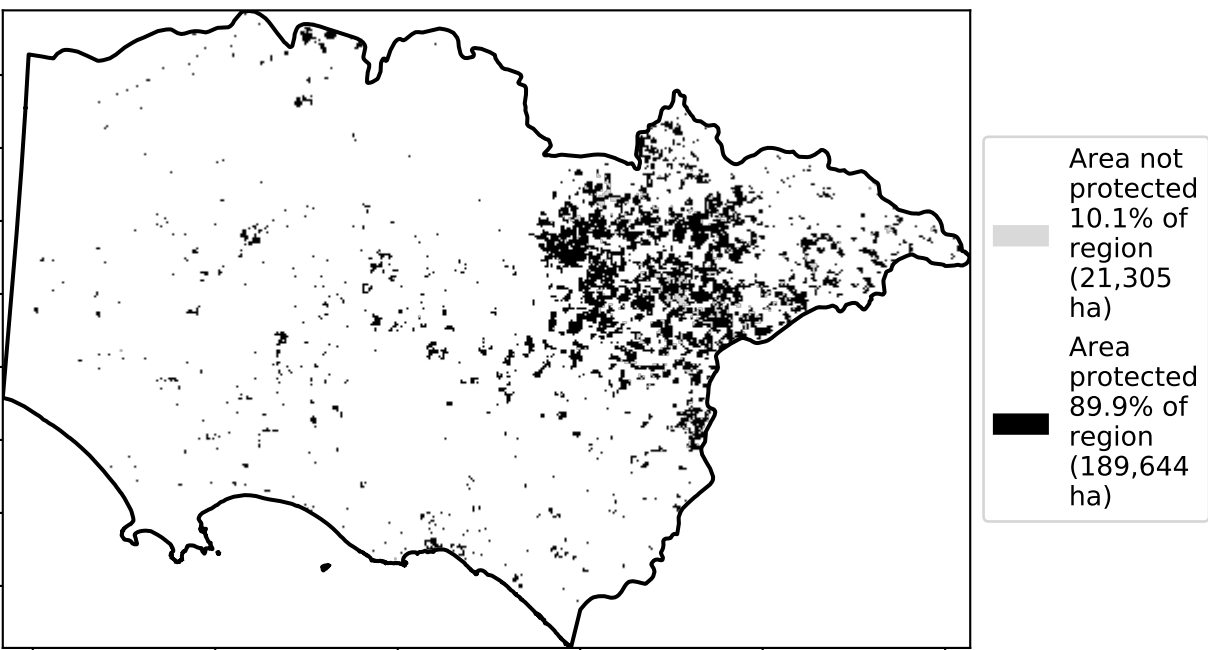 Area not
protected
10.1% of
region
(21,305
ha)
Area
protected
89.9% of
region
(189,644
ha)